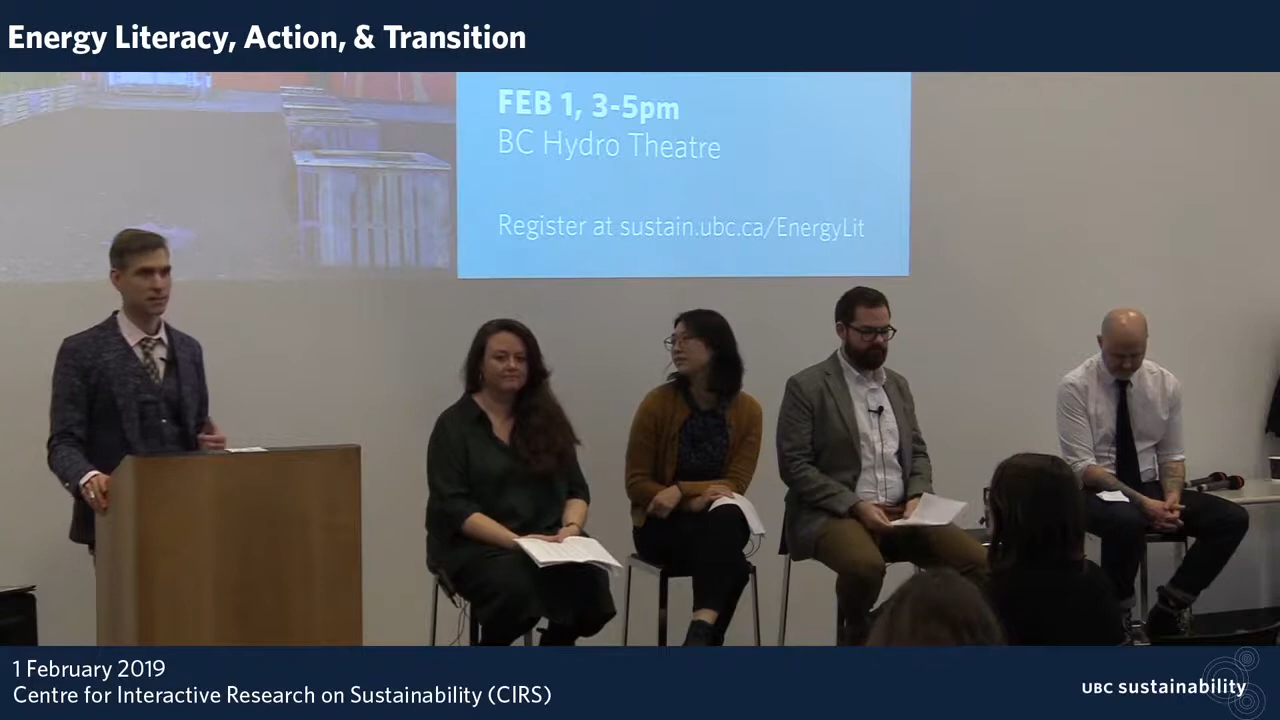 Energy Literacy, Action, & Transition
FEB 1, 3-5pm
BC Hydro Theatre
Register at sustain.ubc.ca/EnergyLit
1 February 2019
Centre for Interactive Research on Sustainability (CIRS)
UBC sustainability